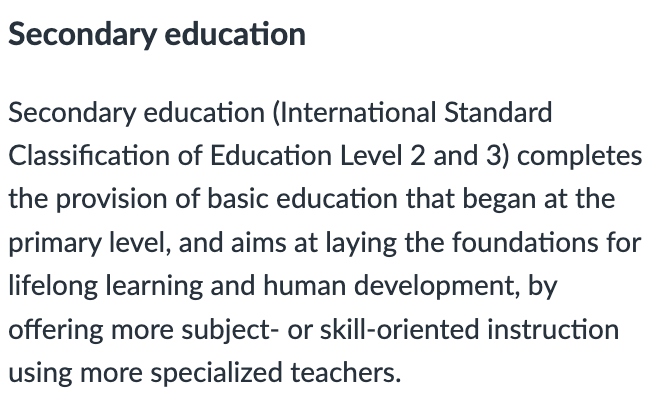 Secondary education
Secondary education (International Standard
Classification of Education Level 2 and 3) completes
the provision of basic education that began at the
primary level, and aims at laying the foundations for
lifelong learning and human development, by
offering more subject- or skill-oriented instruction
using more specialized teachers.